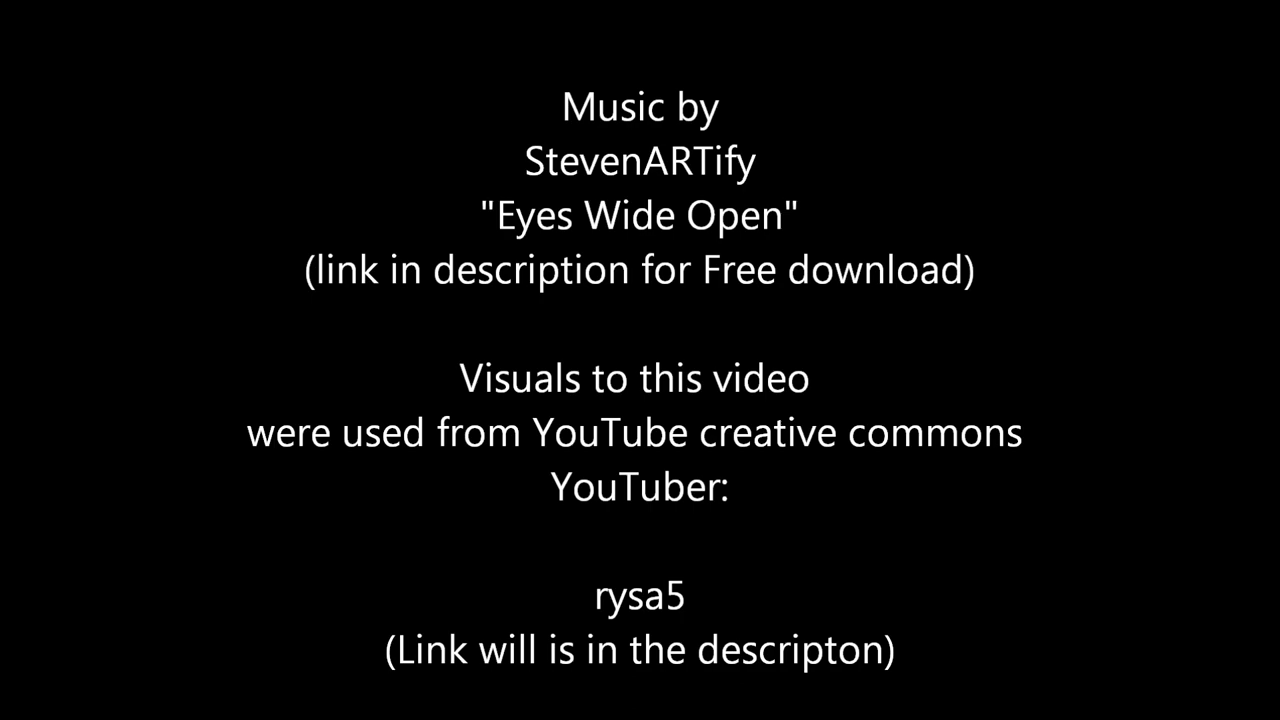 Music by
StevenARTify
"Eyes Wide Open"
(link in description for Free download)
Visuals to this video
were used from YouTube creative commons
YouTuber:
rysa5
(Link will is in the descripton)